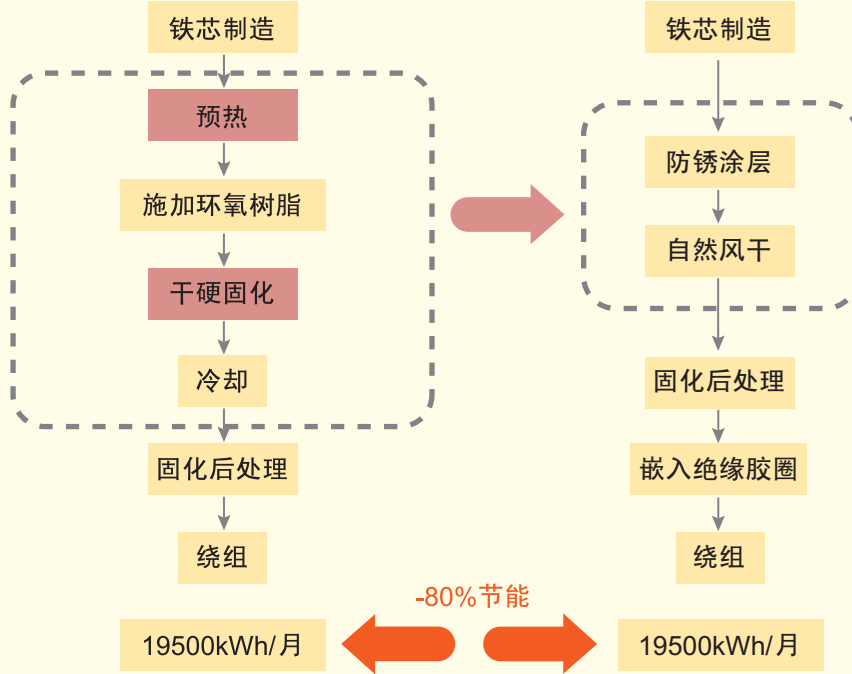 铁芯制造
预热
施加环氧树脂
干硬固化
冷却
固化后处理
绕组
19500kWh/月
铁芯制造
防锈涂层
自然风干
固化后处理
嵌入绝缘胶圈
绕组
19500kWh/月
-80%节能